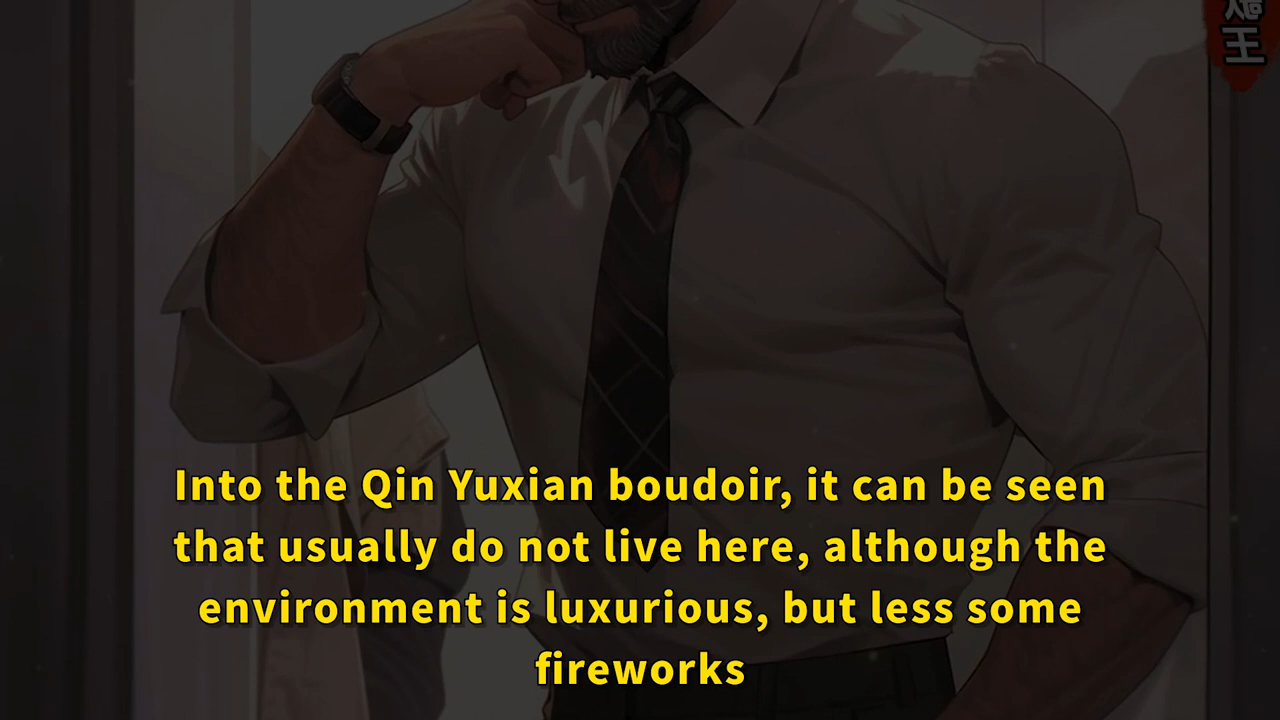 王
Into the Qin Yuxian boudoir, it can be seen
that usually do not live here, although the
environment is luxurious, but less some
fireworks